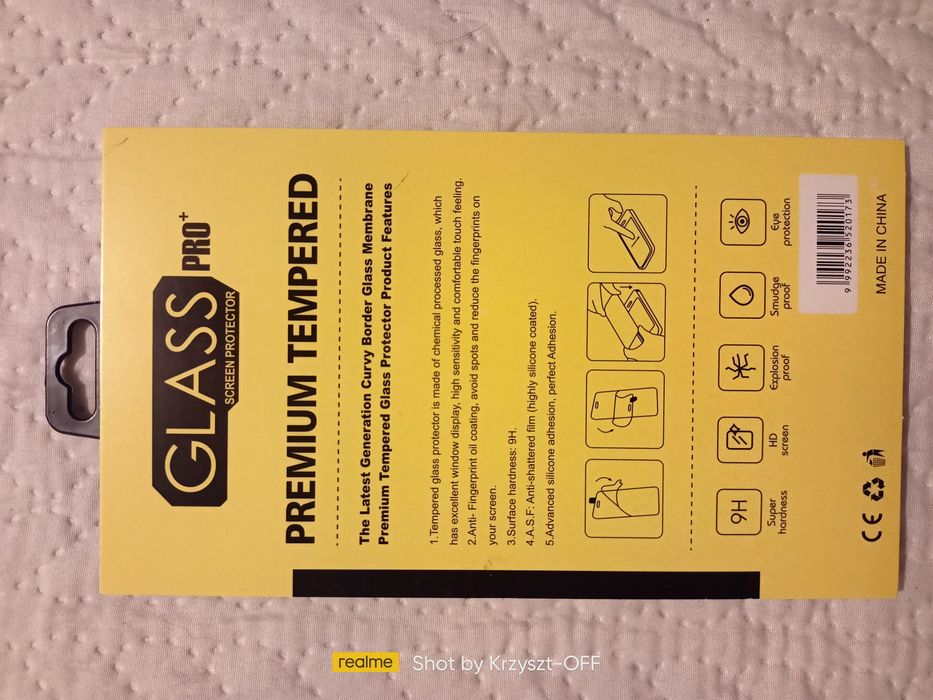 GLASS
PRO+
SCREEN PROTECTOR
PREMIUM TEMPERED
The Latest Generation Curvy Border Glass Membrane
Premium Tempered Glass Protector Product Features
1.Tempered glass protector is made of chemical processed glass, which
has excellent window display, high sensitivity and comfortable touch feeling.
2.Anti- Fingerprint oil coating, avoid spots and reduce the fingerprints on
your screen.
3.Surface hardness: 9H.
4.A.S.F: Anti-shattered film (highly silicone coated).
5.Advanced silicone adhesion, perfect Adhesion.
9H
Super
hardness
HD
screen
Explosion
proof
Smudge
proof
Eye
protection
9 992236 520173
CE
MADE IN CHINA
realme Shot by Krzyszt-OFF